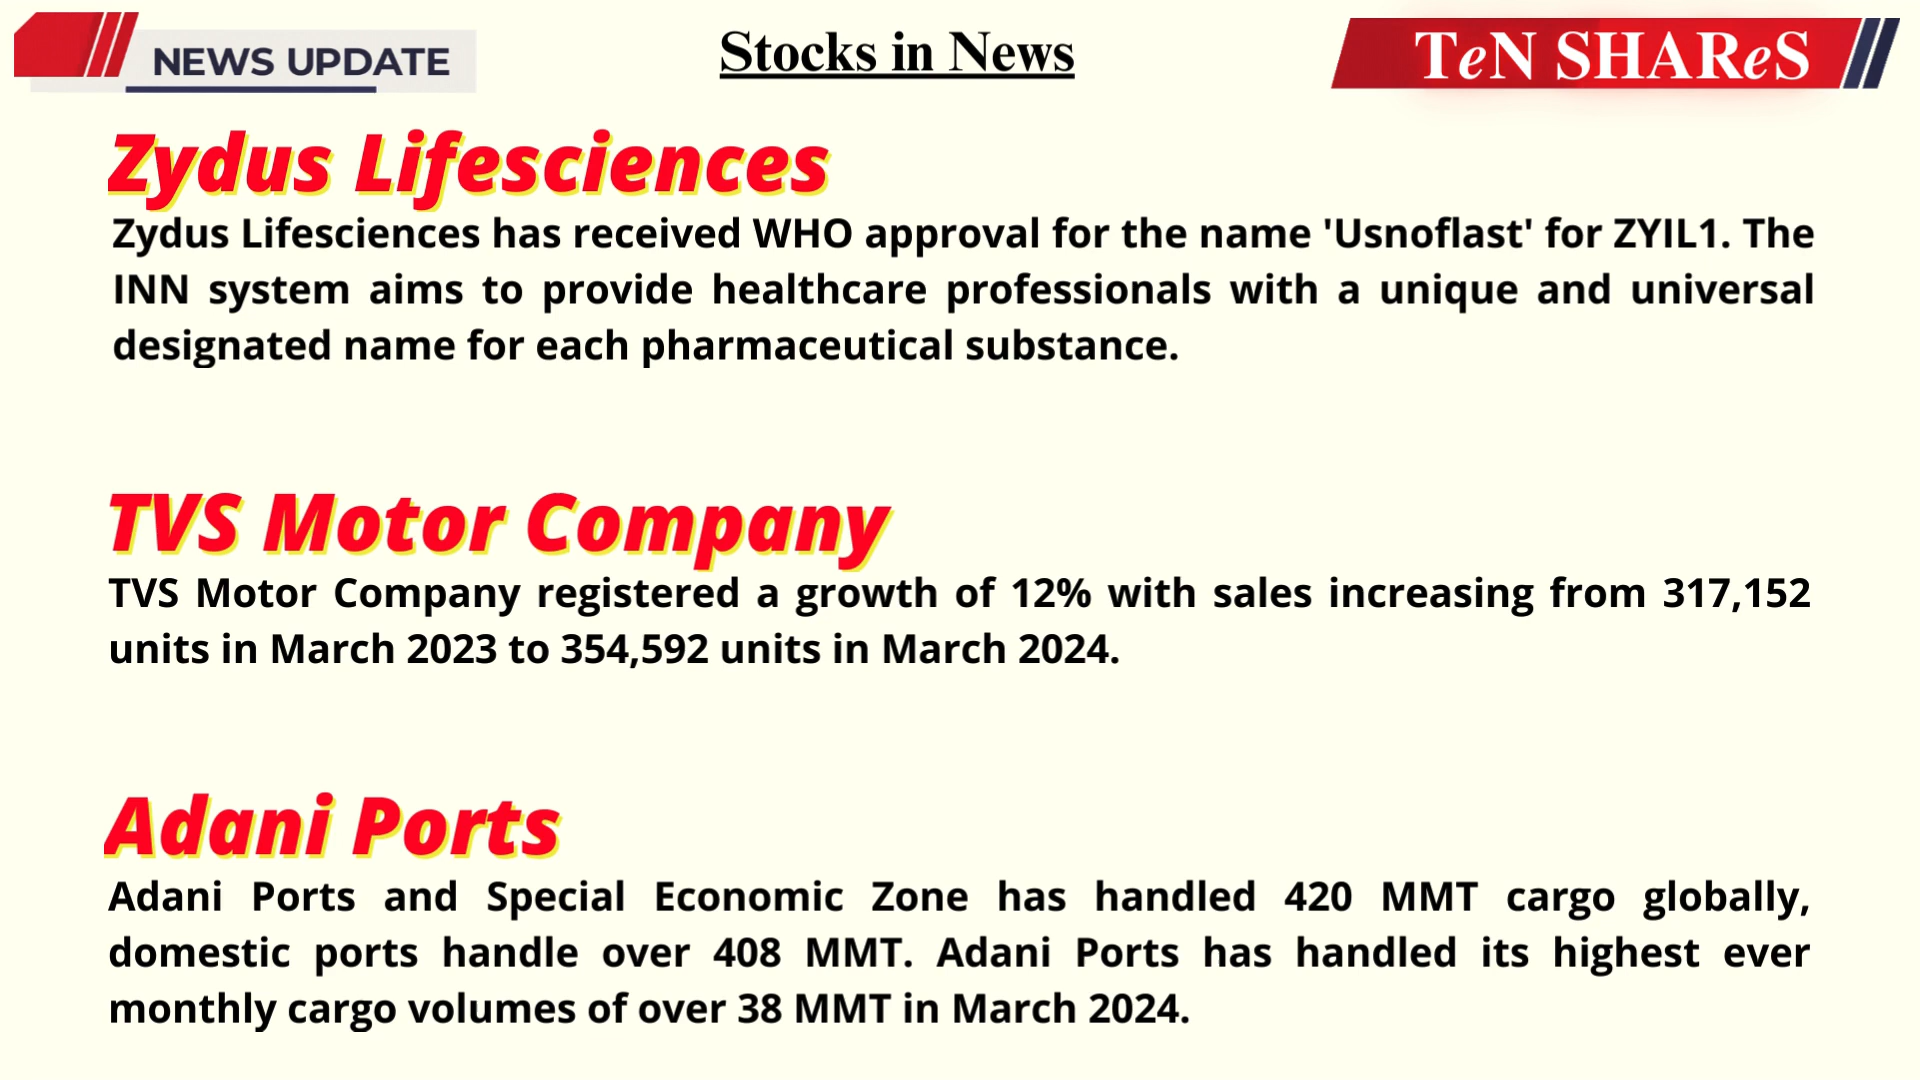 NEWS UPDATE
Stocks in News
TeN SHAReS
Zydus Lifesciences
Zydus Lifesciences has received WHO approval for the name 'Usnoflast' for ZYIL1. The
INN system aims to provide healthcare professionals with a unique and universal
designated name for each pharmaceutical substance.
TVS Motor Company
TVS Motor Company registered a growth of 12% with sales increasing from 317,152
units in March 2023 to 354,592 units in March 2024.
Adani Ports
Adani Ports and Special Economic Zone has handled 420 MMT cargo globally,
domestic ports handle over 408 MMT. Adani Ports has handled its highest ever
monthly cargo volumes of over 38 MMT in March 2024.